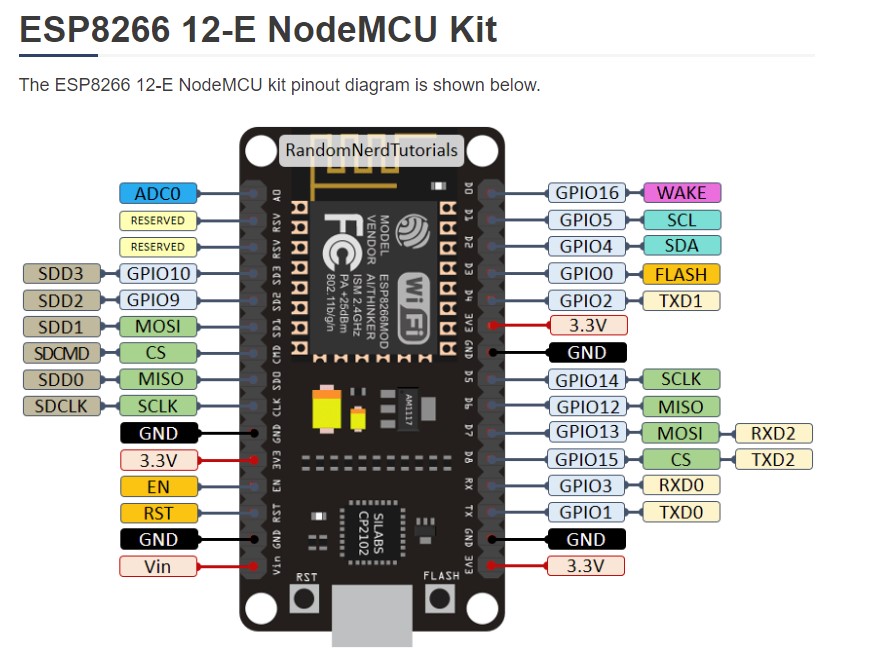 ESP8266 12-E NodeMCU Kit
The ESP8266 12-E NodeMCU kit pinout diagram is shown below.
RandomNerdTutorials
ADC0 A0 D0 GPIO16 WAKE
RESERVED RSV D1 GPIO5 SCL
RESERVED RSV D2 GPIO4 SDA
SDD3 GPIO10 SD3 D3 GPIO0 FLASH
SDD2 GPIO9 SD2 D4 GPIO2 TXD1
SDD1 MOSI SD1 3V3 3.3V
SDCMD CS CMD GND GND
SDD0 MISO SD0 D5 GPIO14 SCLK
SDCLK SCLK CLK D6 GPIO12 MISO
GND GND D7 GPIO13 MOSI RXD2
3.3V 3V3 D8 GPIO15 CS TXD2
EN EN RX GPIO3 RXD0
RST RST TX GPIO1 TXD0
GND GND GND GND
Vin Vin 3V3 3.3V
MODEL ESP8266MOD
VENDOR AI/THINKER
ISM 2.4GHz
PA +25dBm
802.11b/g/n
FC
Wi Fi
AM1117
SILABS
CP2102
RST
FLASH